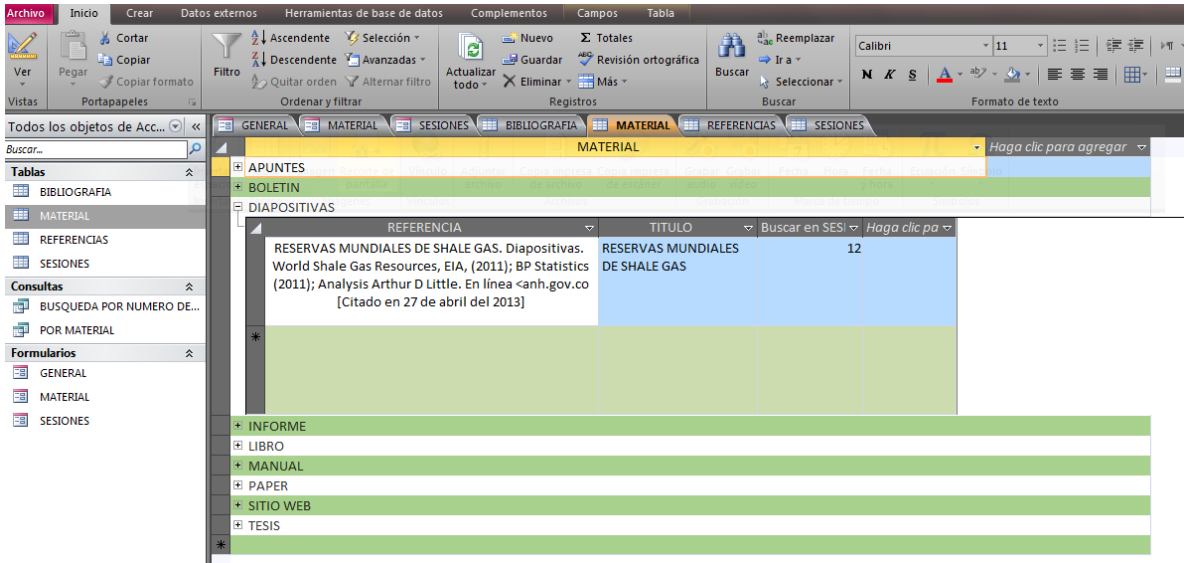 Archivo Inicio Crear Datos externos Herramientas de base de datos Complementos Campos Tabla
Ver
Pegar
Cortar
Copiar
Copiar formato
Filtro
Ascendente
Descendente
Quitar orden
Selección
Avanzadas
Alternar filtro
Actualizar
todo
Nuevo
Guardar
Eliminar
Σ Totales
Revisión ortográfica
Más
Buscar
Reemplazar
Ir a
Seleccionar
Calibri 11
N K S A
Vistas Portapapeles Ordenar y filtrar Registros Buscar Formato de texto
Todos los objetos de Acc... «
Buscar...
Tablas
BIBLIOGRAFIA
MATERIAL
REFERENCIAS
SESIONES
Consultas
BUSQUEDA POR NUMERO DE...
POR MATERIAL
Formularios
GENERAL
MATERIAL
SESIONES
GENERAL MATERIAL SESIONES BIBLIOGRAFIA MATERIAL REFERENCIAS SESIONES
MATERIAL Haga clic para agregar
APUNTES
BOLETIN
DIAPOSITIVAS
REFERENCIA TITULO Buscar en SESI Haga clic pa
RESERVAS MUNDIALES DE SHALE GAS. Diapositivas. RESERVAS MUNDIALES 12
World Shale Gas Resources, EIA, (2011); BP Statistics DE SHALE GAS
(2011); Analysis Arthur D Little. En línea <anh.gov.co
[Citado en 27 de abril del 2013]
INFORME
LIBRO
MANUAL
PAPER
SITIO WEB
TESIS